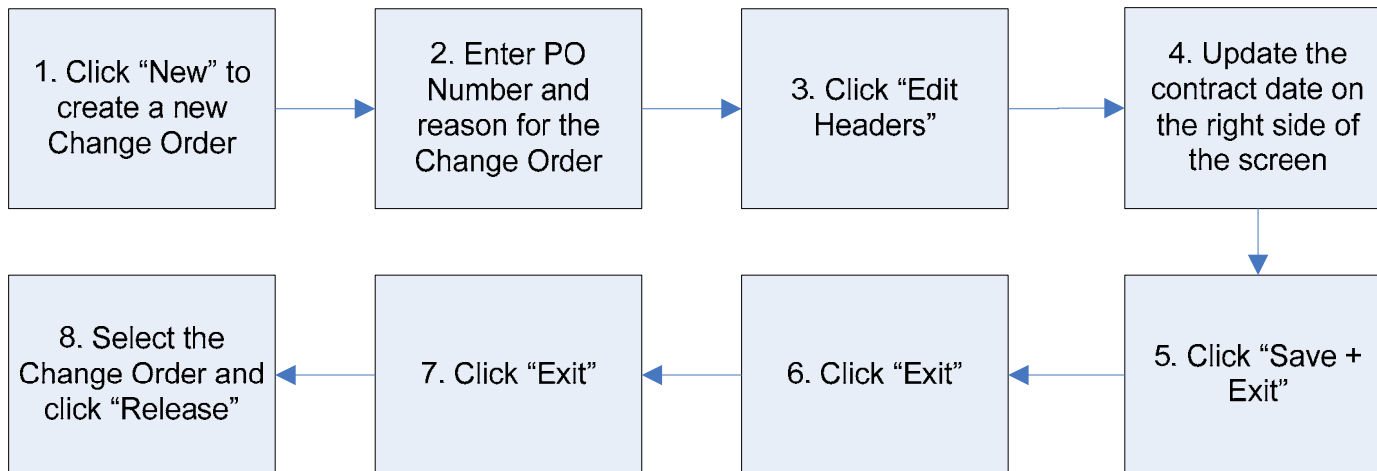 1. Click “New” to
create a new
Change Order
2. Enter PO
Number and
reason for the
Change Order
3. Click “Edit
Headers”
4. Update the
contract date on
the right side of
the screen
5. Click “Save +
Exit”
6. Click “Exit”
7. Click “Exit”
8. Select the
Change Order and
click “Release”